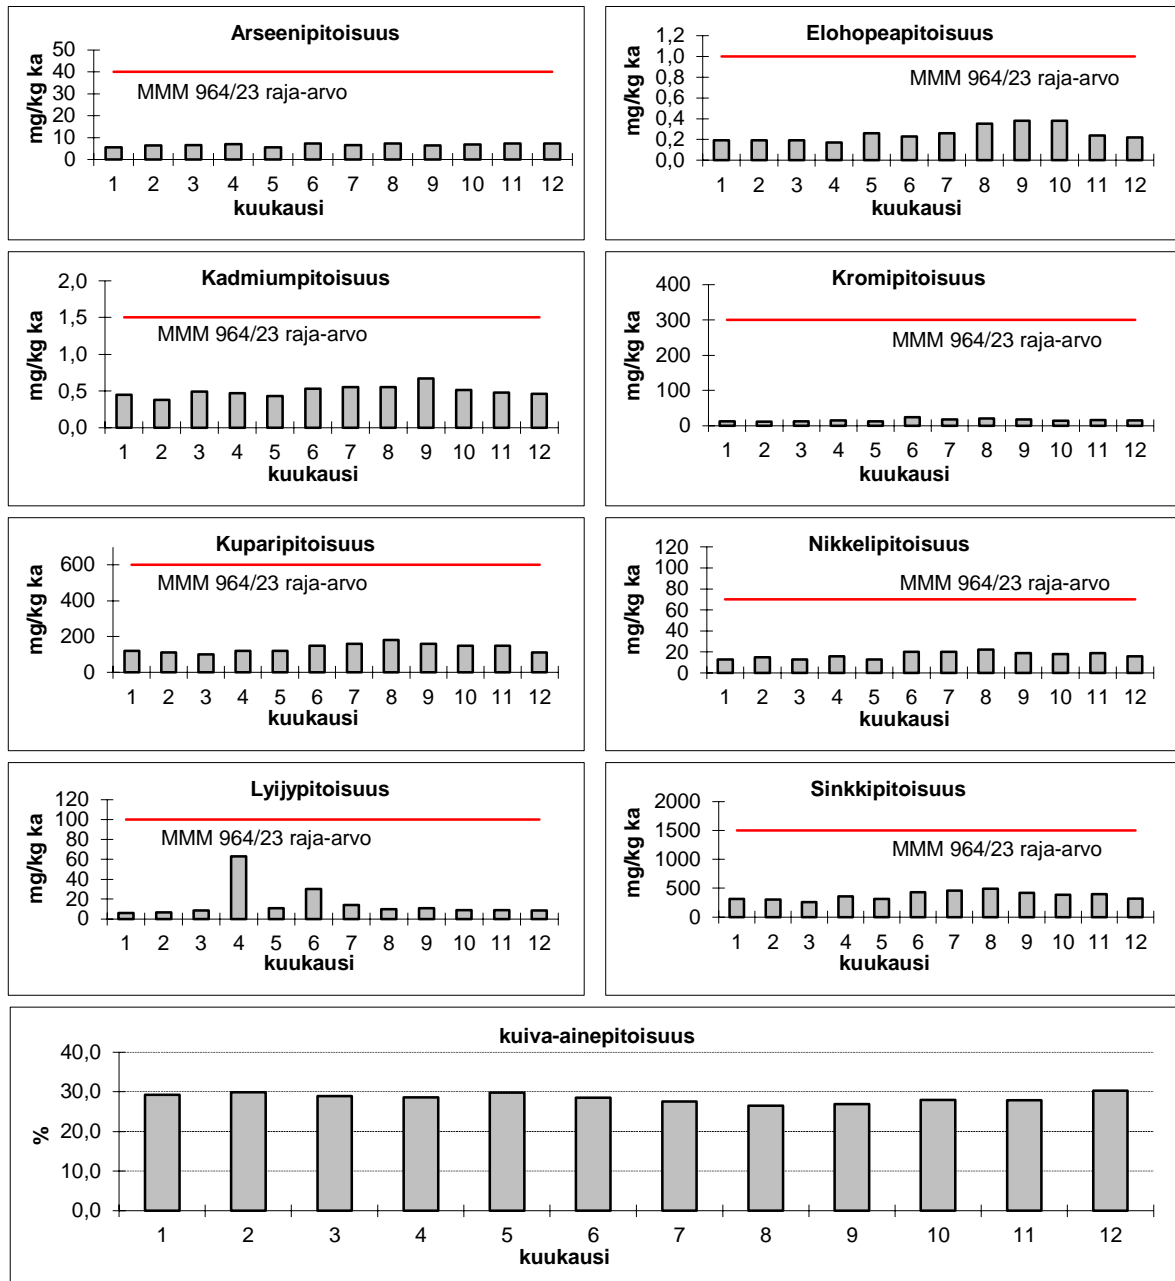 Arseenipitoisuus
50
40
30
20
10
0
mg/kg ka
MMM 964/23 raja-arvo
1 2 3 4 5 6 7 8 9 10 11 12
kuukausi
Elohopeapitoisuus
1,2
1,0
0,8
0,6
0,4
0,2
0,0
mg/kg ka
MMM 964/23 raja-arvo
1 2 3 4 5 6 7 8 9 10 11 12
kuukausi
Kadmiumpitoisuus
2,0
1,5
1,0
0,5
0,0
mg/kg ka
MMM 964/23 raja-arvo
1 2 3 4 5 6 7 8 9 10 11 12
kuukausi
Kromipitoisuus
400
300
200
100
0
mg/kg ka
MMM 964/23 raja-arvo
1 2 3 4 5 6 7 8 9 10 11 12
kuukausi
Kuparipitoisuus
600
400
200
0
mg/kg ka
MMM 964/23 raja-arvo
1 2 3 4 5 6 7 8 9 10 11 12
kuukausi
Nikkelipitoisuus
120
100
80
60
40
20
0
mg/kg ka
MMM 964/23 raja-arvo
1 2 3 4 5 6 7 8 9 10 11 12
kuukausi
Lyijypitoisuus
120
100
80
60
40
20
0
mg/kg ka
MMM 964/23 raja-arvo
1 2 3 4 5 6 7 8 9 10 11 12
kuukausi
Sinkkipitoisuus
2000
1500
1000
500
0
mg/kg ka
MMM 964/23 raja-arvo
1 2 3 4 5 6 7 8 9 10 11 12
kuukausi
kuiva-ainepitoisuus
40,0
30,0
20,0
10,0
0,0
%
1 2 3 4 5 6 7 8 9 10 11 12
kuukausi